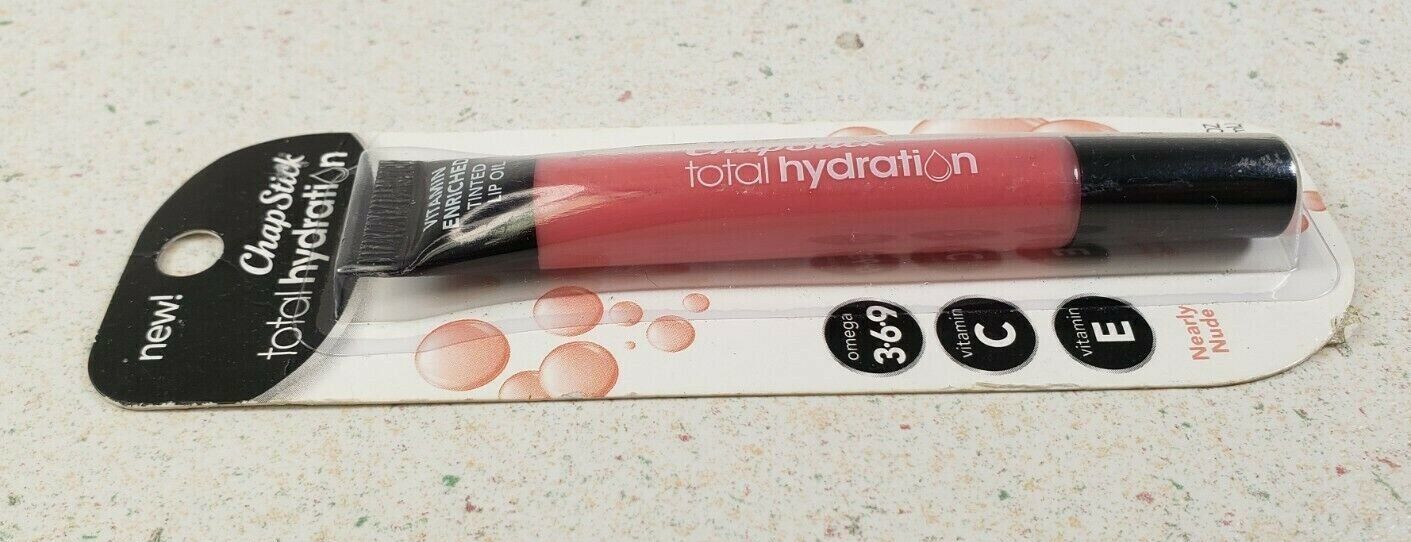 new!
ChapStick
total hydration
VITAMIN
ENRICHED
TINTED
LIP OIL
ChapStick
total hydration
omega
3·6·9
vitamin
C
vitamin
E
Nearly
Nude